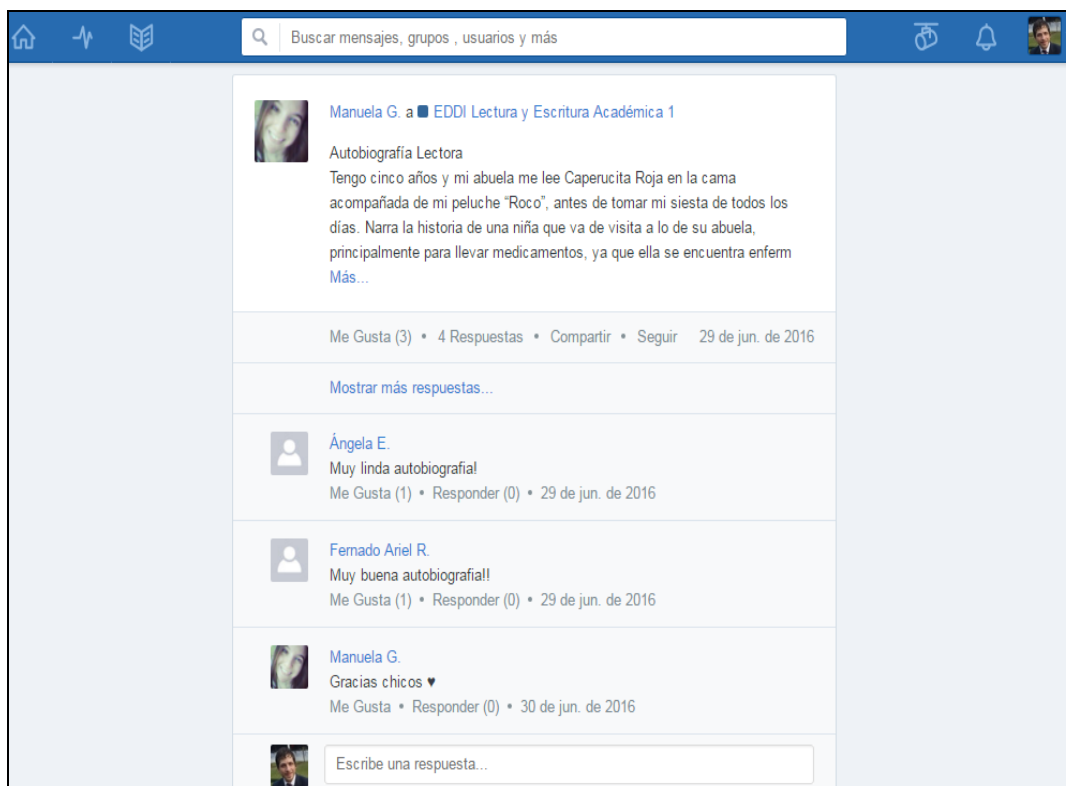 Buscar mensajes, grupos , usuarios y más
Manuela G. a EDDI Lectura y Escritura Académica 1
Autobiografía Lectora
Tengo cinco años y mi abuela me lee Caperucita Roja en la cama
acompañada de mi peluche “Roco”, antes de tomar mi siesta de todos los
días. Narra la historia de una niña que va de visita a lo de su abuela,
principalmente para llevar medicamentos, ya que ella se encuentra enferm
Más...
Me Gusta (3) • 4 Respuestas • Compartir • Seguir 29 de jun. de 2016
Mostrar más respuestas...
Ángela E.
Muy linda autobiografia!
Me Gusta (1) • Responder (0) • 29 de jun. de 2016
Fernado Ariel R.
Muy buena autobiografia!!
Me Gusta (1) • Responder (0) • 29 de jun. de 2016
Manuela G.
Gracias chicos ♥
Me Gusta • Responder (0) • 30 de jun. de 2016
Escribe una respuesta...